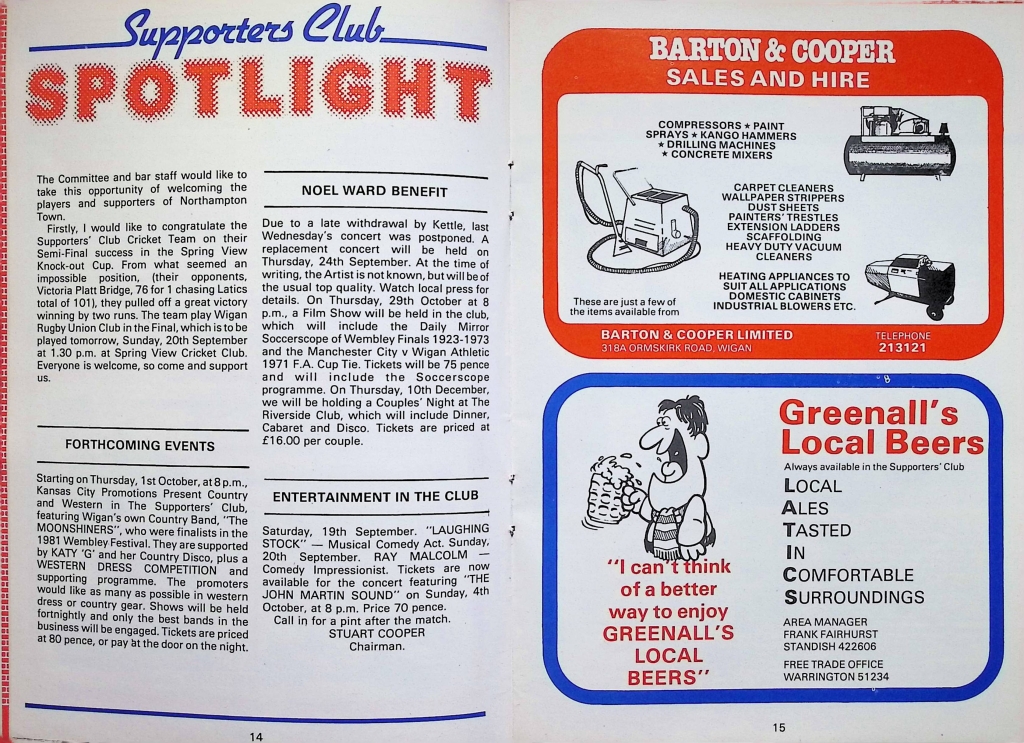 Supporters Club
SPOTLIGHT
The Committee and bar staff would like to
take this opportunity of welcoming the
players and supporters of Northampton
Town.
Firstly, I would like to congratulate the
Supporters' Club Cricket Team on their
Semi-Final success in the Spring View
Knock-out Cup. From what seemed an
impossible position, (their opponents,
Victoria Platt Bridge, 76 for 1 chasing Latics
total of 101), they pulled off a great victory
winning by two runs. The team play Wigan
Rugby Union Club in the Final, which is to be
played tomorrow, Sunday, 20th September
at 1.30 p.m. at Spring View Cricket Club.
Everyone is welcome, so come and support
us.
FORTHCOMING EVENTS
Starting on Thursday, 1st October, at 8 p.m.,
Kansas City Promotions Present Country
and Western in The Supporters' Club,
featuring Wigan's own Country Band, "The
MOONSHINERS", who were finalists in the
1981 Wembley Festival. They are supported
by KATY 'G' and her Country Disco, plus a
WESTERN DRESS COMPETITION and
supporting programme. The promoters
would like as many as possible in western
dress or country gear. Shows will be held
fortnightly and only the best bands in the
business will be engaged. Tickets are priced
at 80 pence, or pay at the door on the night.
NOEL WARD BENEFIT
Due to a late withdrawal by Kettle, last
Wednesday's concert was postponed. A
replacement concert will be held on
Thursday, 24th September. At the time of
writing, the Artist is not known, but will be of
the usual top quality. Watch local press for
details. On Thursday, 29th October at 8
p.m., a Film Show will be held in the club,
which will include the Daily Mirror
Soccerscope of Wembley Finals 1923-1973
and the Manchester City v Wigan Athletic
1971 F.A. Cup Tie. Tickets will be 75 pence
and will include the Soccerscope
programme. On Thursday, 10th December,
we will be holding a Couples' Night at The
Riverside Club, which will include Dinner,
Cabaret and Disco. Tickets are priced at
£16.00 per couple.
ENTERTAINMENT IN THE CLUB
Saturday, 19th September. "LAUGHING
STOCK" — Musical Comedy Act. Sunday,
20th September. RAY MALCOLM —
Comedy Impressionist. Tickets are now
available for the concert featuring "THE
JOHN MARTIN SOUND" on Sunday, 4th
October, at 8 p.m. Price 70 pence.
Call in for a pint after the match.
STUART COOPER
Chairman.
14
BARTON & COOPER
SALES AND HIRE
COMPRESSORS ★ PAINT
SPRAYS ★ KANGO HAMMERS
★ DRILLING MACHINES
★ CONCRETE MIXERS
CARPET CLEANERS
WALLPAPER STRIPPERS
DUST SHEETS
PAINTERS' TRESTLES
EXTENSION LADDERS
SCAFFOLDING
HEAVY DUTY VACUUM
CLEANERS
HEATING APPLIANCES TO
SUIT ALL APPLICATIONS
DOMESTIC CABINETS
INDUSTRIAL BLOWERS ETC.
These are just a few of
the items available from
BARTON & COOPER LIMITED
318A ORMSKIRK ROAD, WIGAN
TELEPHONE
213121
Greenall's
Local Beers
Always available in the Supporters' Club
LOCAL
ALES
TASTED
IN
COMFORTABLE
SURROUNDINGS
"I can't think
of a better
way to enjoy
GREENALL'S
LOCAL
BEERS"
AREA MANAGER
FRANK FAIRHURST
STANDISH 422606
FREE TRADE OFFICE
WARRINGTON 51234
15